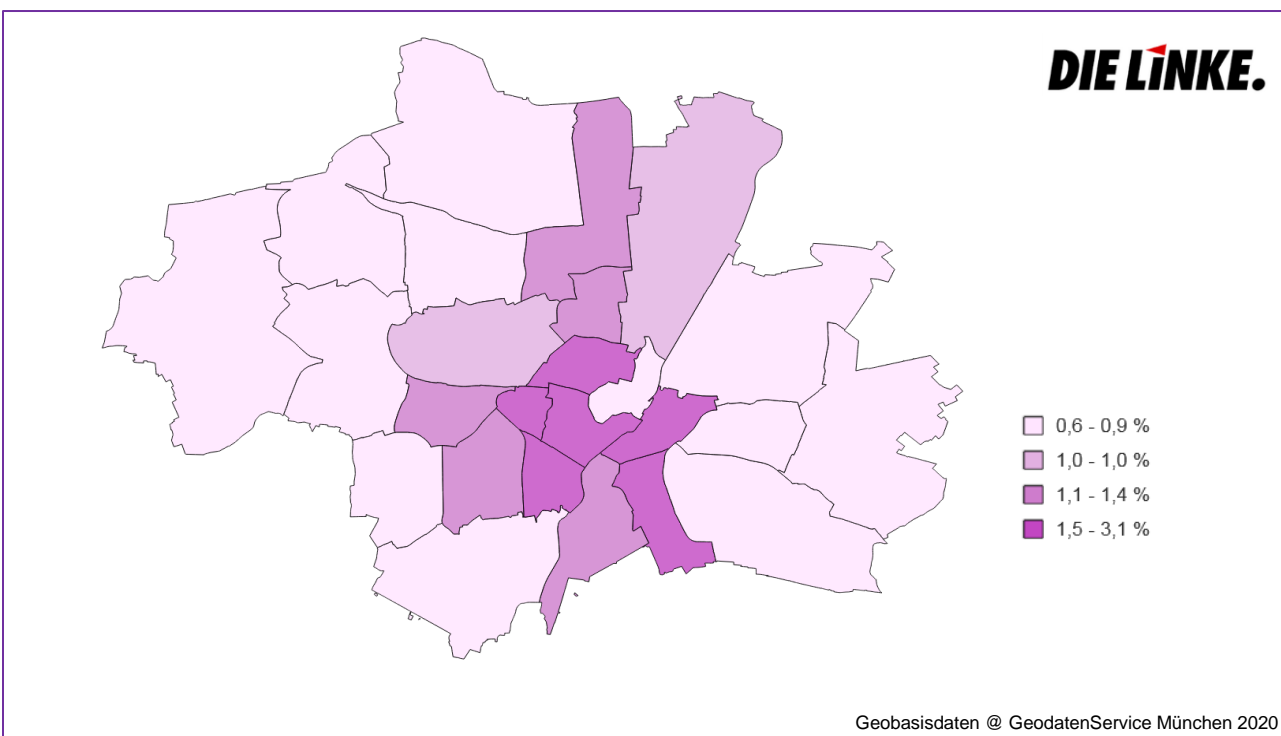 DIE LINKE.
0,6 - 0,9 %
1,0 - 1,0 %
1,1 - 1,4 %
1,5 - 3,1 %
Geobasisdaten @ GeodatenService München 2020